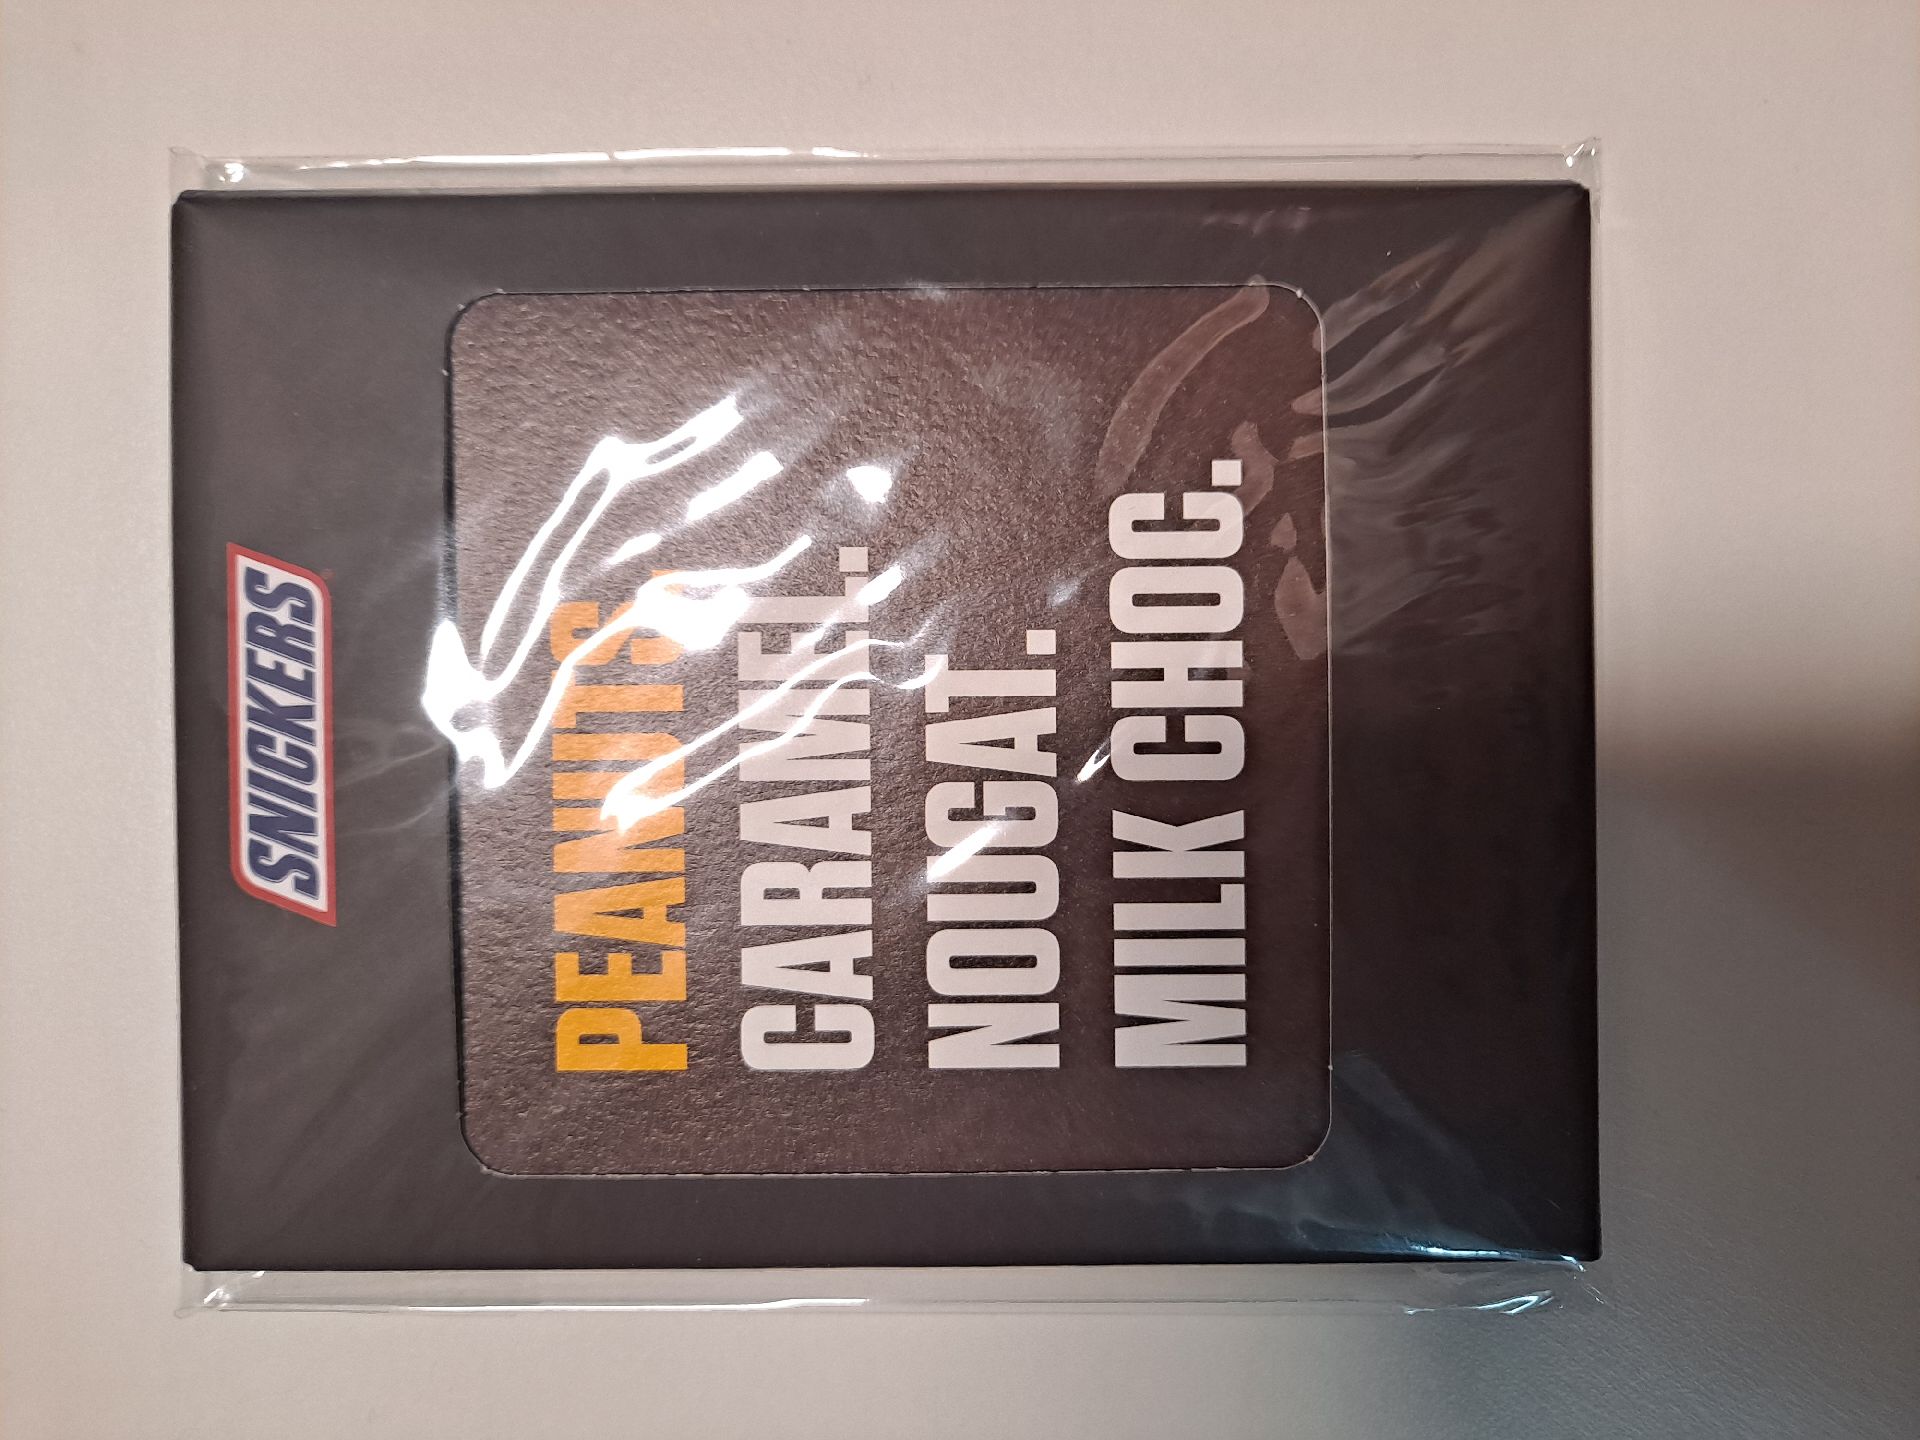 SNICKERS
PEANUTS.
CARAMEL.
NOUGAT.
MILK CHOC.